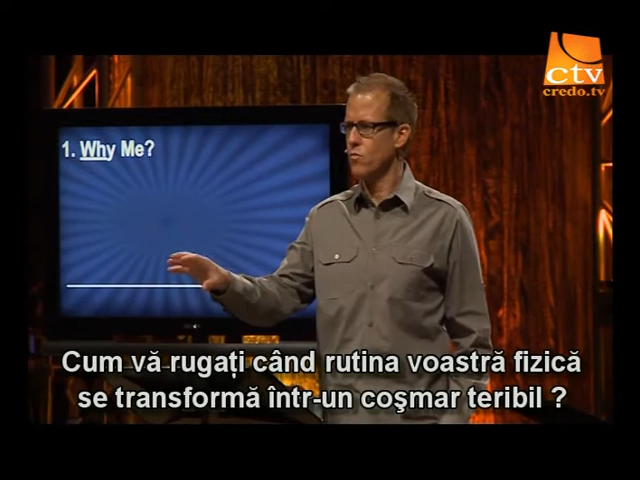 ctv
credo.tv
1. Why Me?
Cum vă rugați când rutina voastră fizică
se transformă într-un coşmar teribil ?